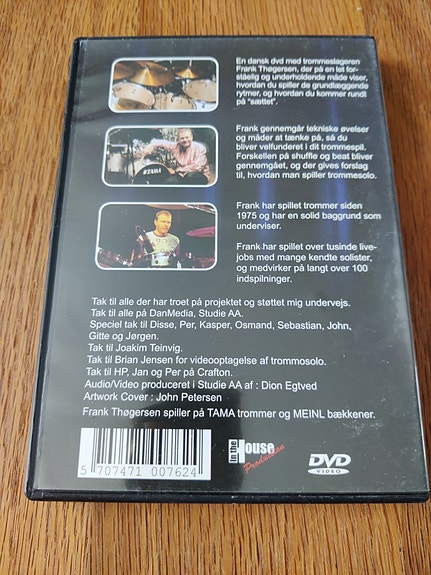 En dansk dvd med trommeslageren
Frank Thøgersen, der på en let for-
ståelig og underholdende måde viser,
hvordan du spiller de grundlæggende
rytmer, og hvordan du kommer rundt
på "sættet".
TAMA
Frank gennemgår tekniske øvelser
og måder at tænke på, så du
bliver velfunderet i dit trommespil.
Forskellen på shuffle og beat bliver
gennemgået, og der gives forslag
til, hvordan man spiller trommesolo.
Frank har spillet trommer siden
1975 og har en solid baggrund som
underviser.
Frank har spillet over tusinde live-
jobs med mange kendte solister,
og medvirker på langt over 100
indspilninger.
Tak til alle der har troet på projektet og støttet mig undervejs.
Tak til alle på DanMedia, Studie AA.
Speciel tak til Disse, Per, Kasper, Osmand, Sebastian, John,
Gitte og Jørgen.
Tak til Joakim Teinvig.
Tak til Brian Jensen for videooptagelse af trommosolo.
Tak til HP, Jan og Per på Crafton.
Audio/Video produceret i Studie AA af : Dion Egtved
Artwork Cover : John Petersen
Frank Thøgersen spiller på TAMA trommer og MEINL bækkener.
5 707471 007624
In the House
Production
DVD
VIDEO